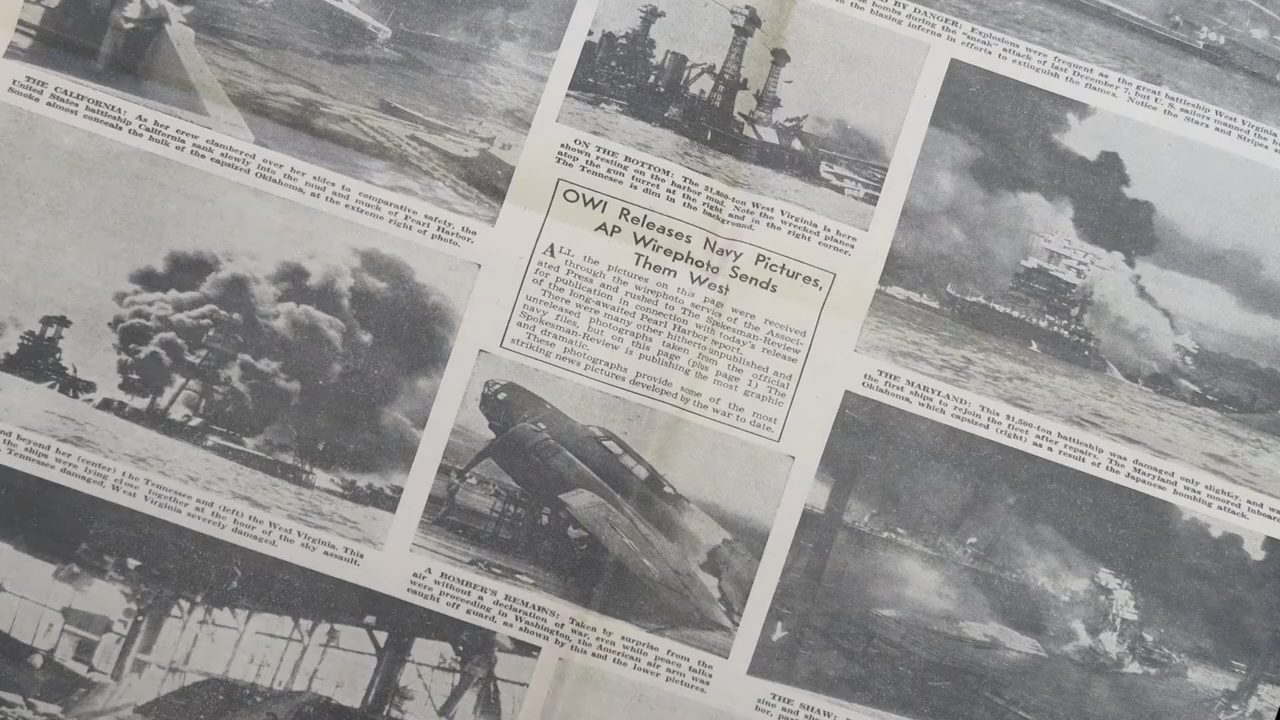 THE CALIFORNIA: As her crew clambered over her sides to comparative safety, the
United States battleship California sank slowly into the mud and muck of Pearl Harbor.
Smoke almost conceals the hulk of the capsized Oklahoma, at the extreme right of photo.
ON THE BOTTOM: The 31,800-ton West Virginia is here
shown resting on the harbor mud. Note the wrecked planes
atop the gun turret at the right and in the right corner.
The Tennesee is dim in the background.
BY DANGER: Explosions were frequent as the great battleship West Virginia
bombs during the "sneak" attack of last December 7, but U. S. sailors manned the
to the blazing inferno in efforts to extinguish the flames. Notice the Stars and Stripes
OWI Releases Navy Pictures,
AP Wirephoto Sends
Them West
ALL the pictures on this page were received
through the wirephoto service of the Associ-
ated Press and rushed to The Spokesman-Review
for publication in connection with today's release
of the long-awaited Pearl Harbor report.
There were many other hitherto unpublished and
unreleased photographs taken from the official
navy files, but on this page (plus page 1) The
Spokesman-Review is publishing the most graphic
and dramatic.
These photographs provide some of the most
striking news pictures developed by the war to date.
THE MARYLAND: This 31,500-ton battleship was damaged only slightly, and
the first ships to rejoin the fleet after repairs. The Maryland was moored
Oklahoma, which capsized (right) as a result of the Japanese bombing attack.
and beyond her (center) the Tennessee and (left) the West Virginia. This
the ships were lying close together at the hour of the sky assault.
Tennessee damaged, West Virginia severely damaged.
A BOMBER'S REMAINS: Taken by surprise from the
air without a declaration of war, even while peace talks
were proceeding in Washington, the American air arm was
caught off guard, as shown by this and the lower pictures.
THE SHAW:
zine and